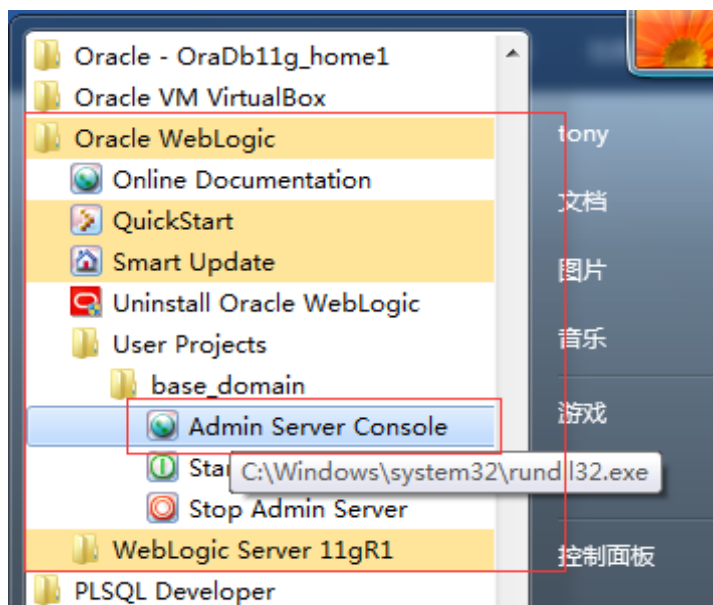 Oracle - OraDb11g_home1
Oracle VM VirtualBox
Oracle WebLogic
Online Documentation
QuickStart
Smart Update
Uninstall Oracle WebLogic
User Projects
base_domain
Admin Server Console
Sta
C:\Windows\system32\rundll32.exe
Stop Admin Server
WebLogic Server 11gR1
PLSQL Developer
tony
文档
图片
音乐
游戏
控制面板